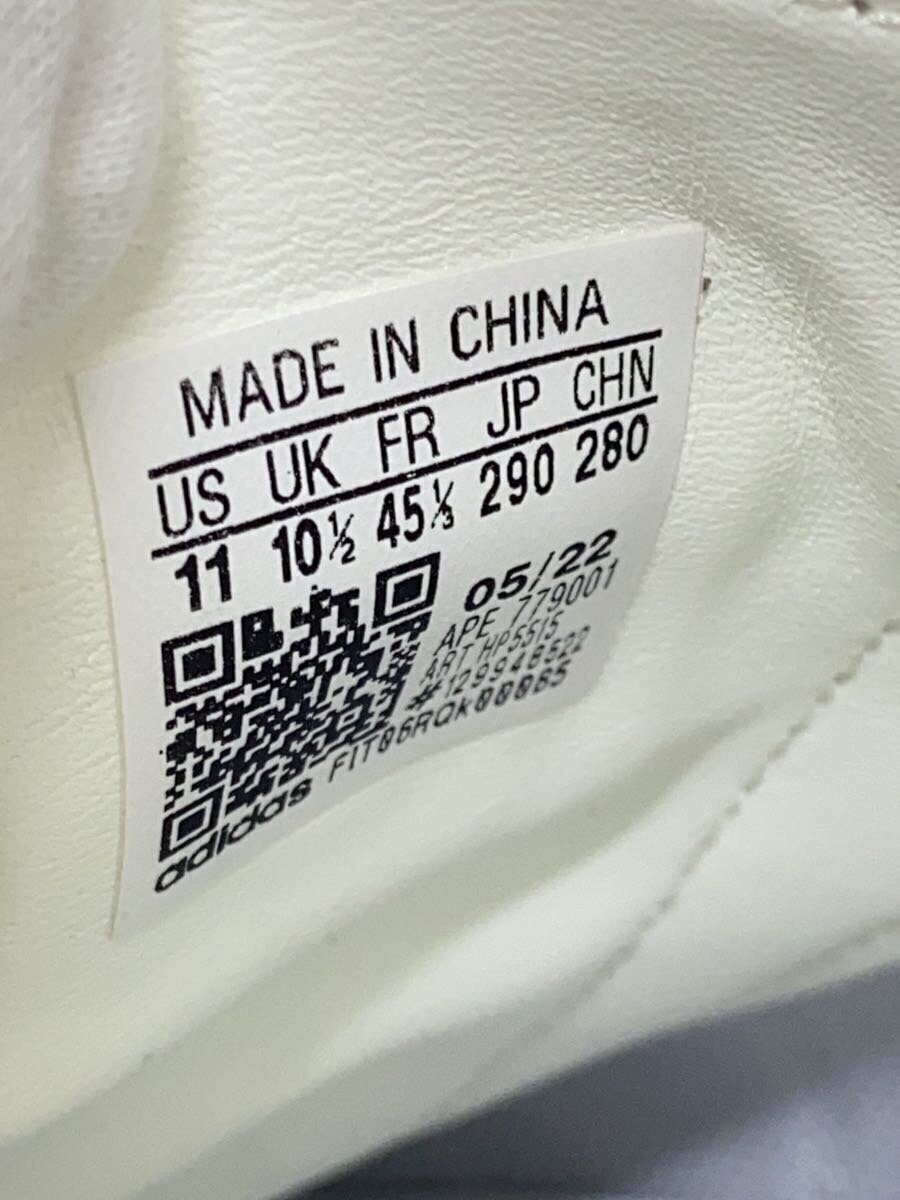 MADE IN CHINA
US UK FR JP CHN
11 10½ 45⅓ 290 280
05/22
APE 779001
ART HP5515
#129948522
adidas FIT06RQK000B5